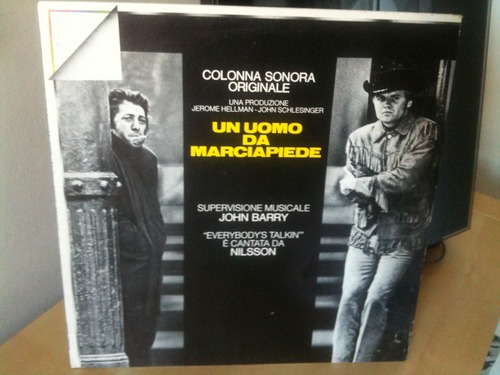 COLONNA SONORA
ORIGINALE
UNA PRODUZIONE
JEROME HELLMAN - JOHN SCHLESINGER
UN UOMO
DA
MARCIAPIEDE
SUPERVISIONE MUSICALE
JOHN BARRY
"EVERYBODY'S TALKIN'"
È CANTATA DA
NILSSON